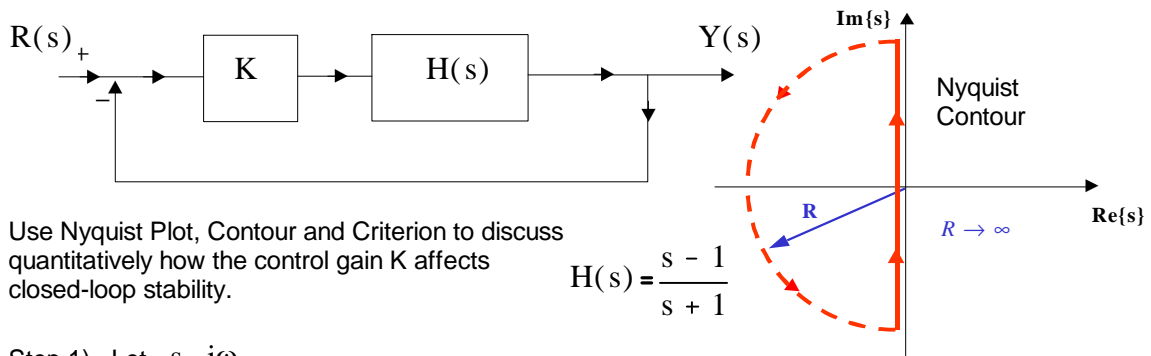 Im{s}
R(s) + Y(s)
K H(s)
−
Nyquist
Contour
R
Re{s}
R → ∞
Use Nyquist Plot, Contour and Criterion to discuss
quantitatively how the control gain K affects
closed-loop stability.
H(s) = (s − 1)/(s + 1)